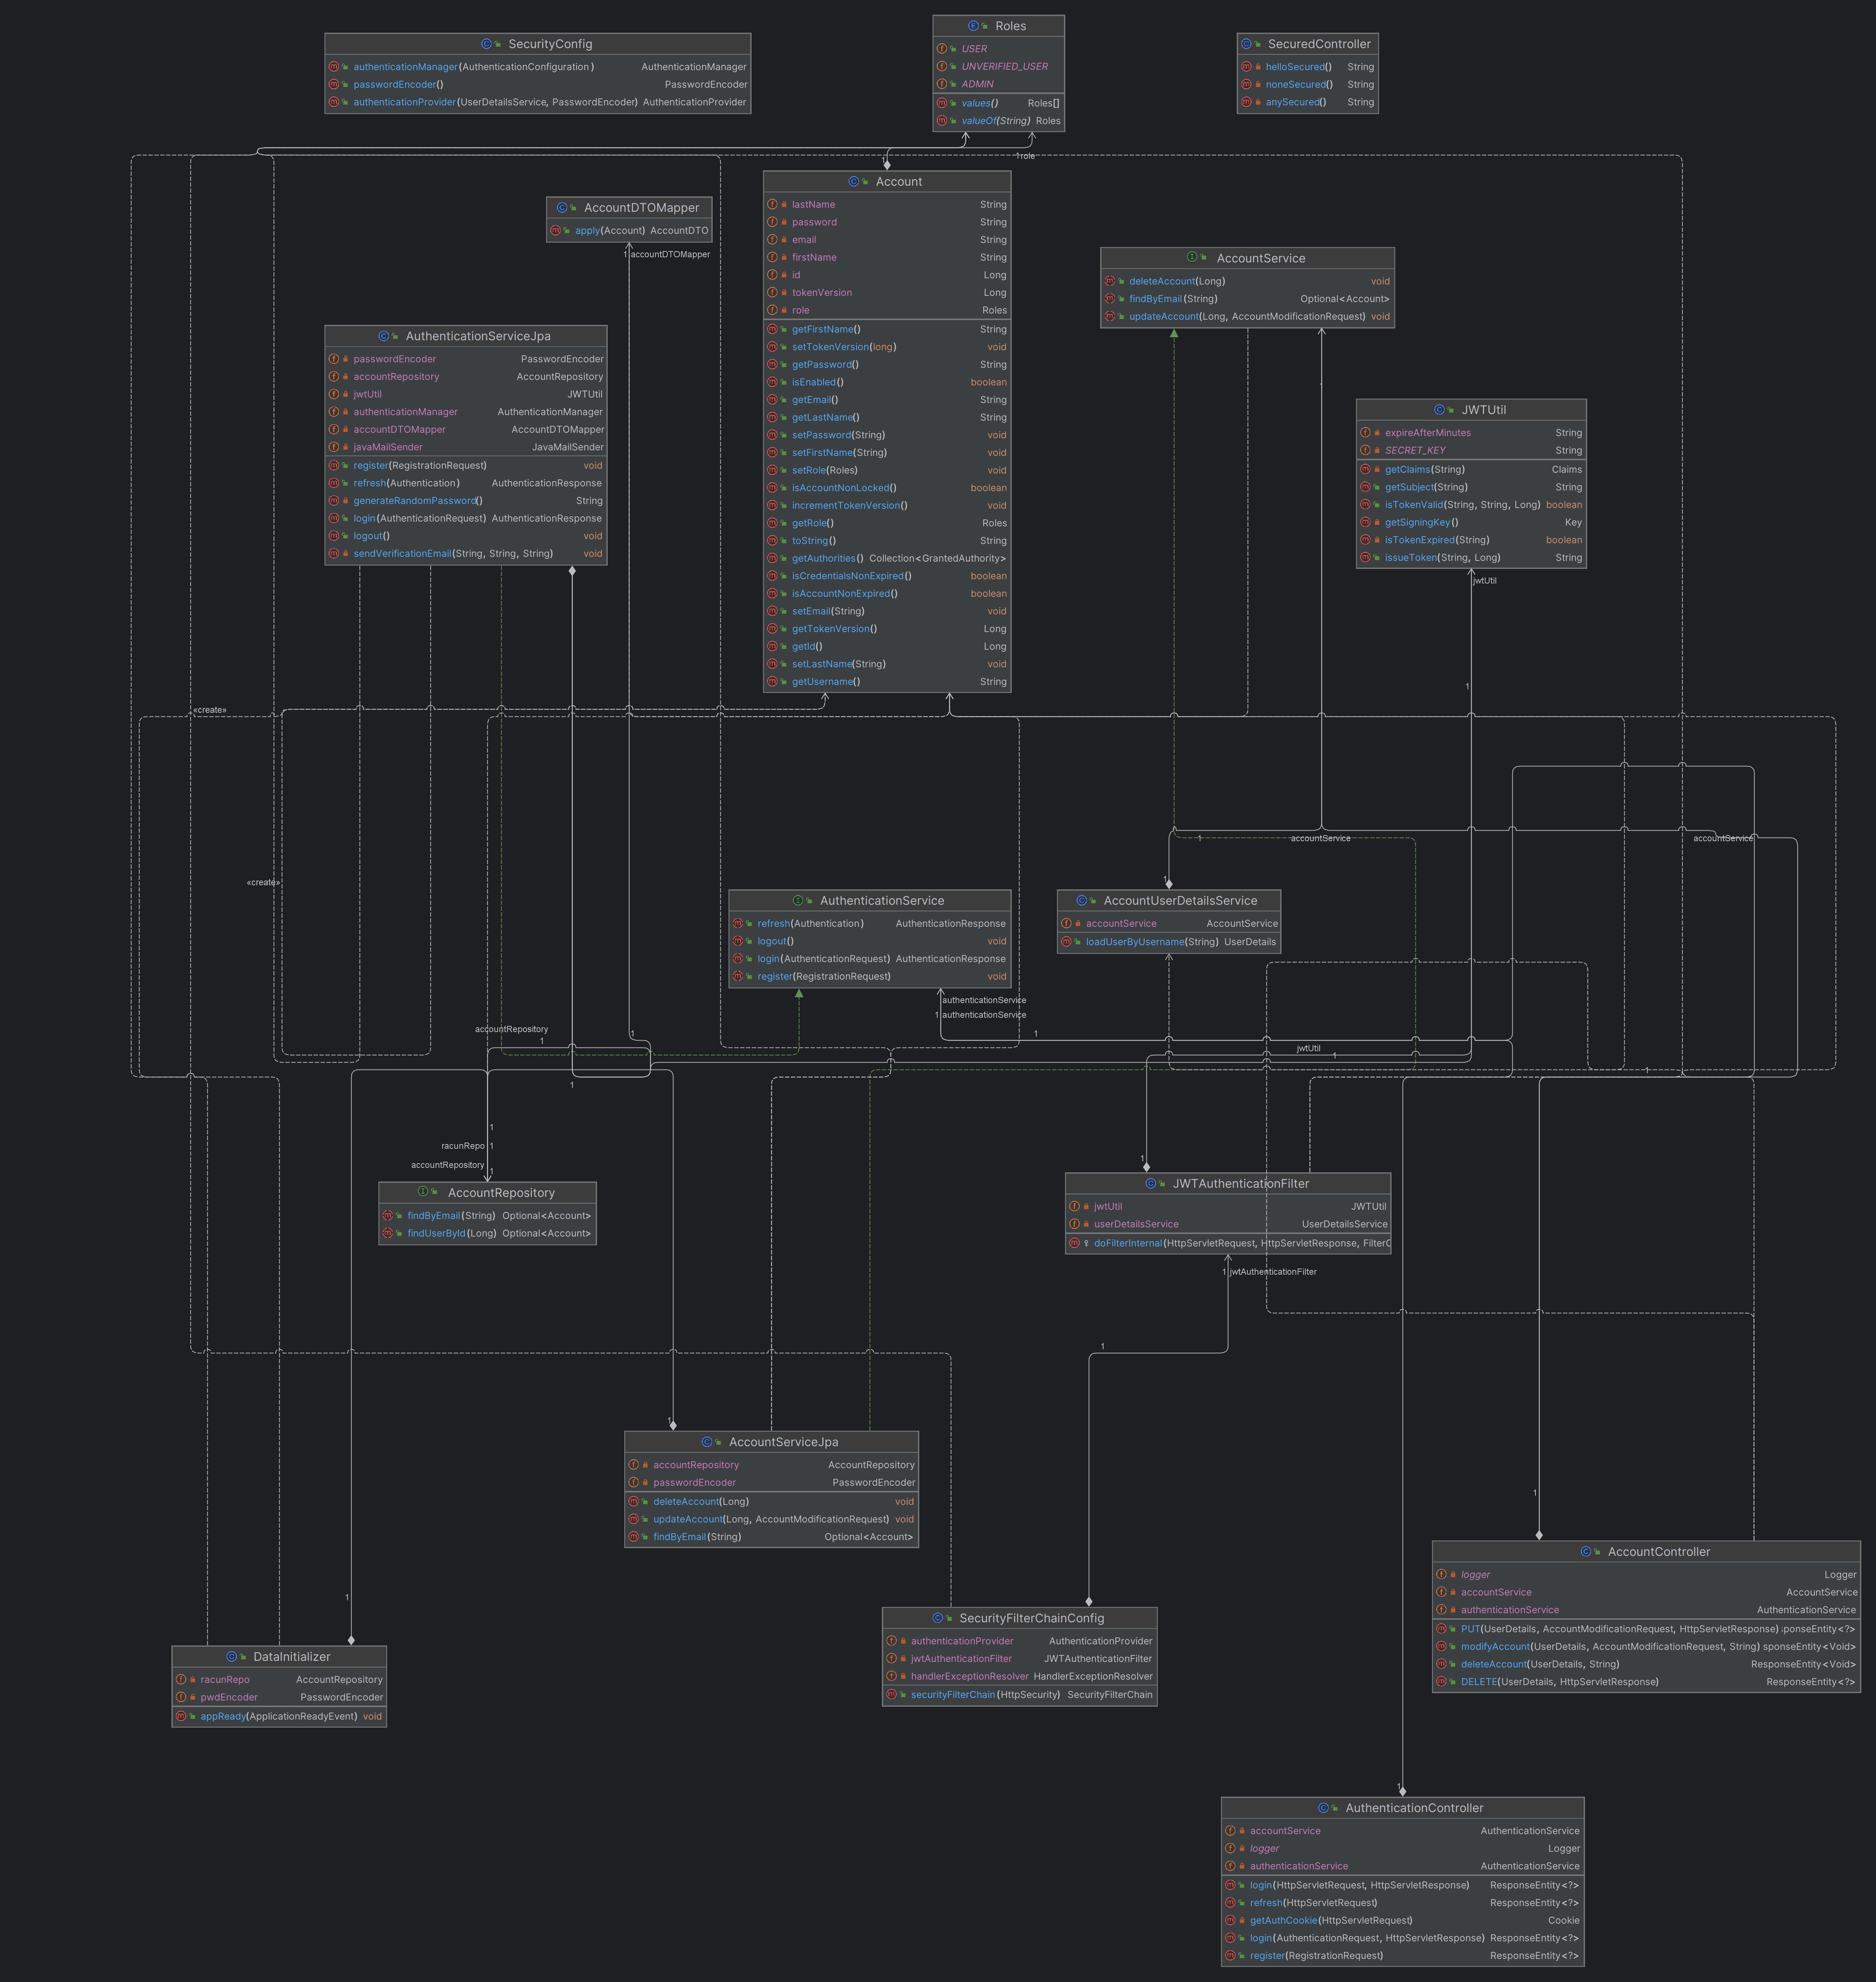 SecurityConfig
authenticationManager(AuthenticationConfiguration) AuthenticationManager
passwordEncoder() PasswordEncoder
authenticationProvider(UserDetailsService, PasswordEncoder) AuthenticationProvider
Roles
USER
UNVERIFIED_USER
ADMIN
values() Roles[]
valueOf(String) Roles
SecuredController
helloSecured() String
noneSecured() String
anySecured() String
1
1role
AccountDTOMapper
apply(Account) AccountDTO
1 accountDTOMapper
Account
lastName String
password String
email String
firstName String
id Long
tokenVersion Long
role Roles
getFirstName() String
setTokenVersion(long) void
getPassword() String
isEnabled() boolean
getEmail() String
getLastName() String
setPassword(String) void
setFirstName(String) void
setRole(Roles) void
isAccountNonLocked() boolean
incrementTokenVersion() void
getRole() Roles
toString() String
getAuthorities() Collection<GrantedAuthority>
isCredentialsNonExpired() boolean
isAccountNonExpired() boolean
setEmail(String) void
getTokenVersion() Long
getId() Long
setLastName(String) void
getUsername() String
AccountService
deleteAccount(Long) void
findByEmail(String) Optional<Account>
updateAccount(Long, AccountModificationRequest) void
AuthenticationServiceJpa
passwordEncoder PasswordEncoder
accountRepository AccountRepository
jwtUtil JWTUtil
authenticationManager AuthenticationManager
accountDTOMapper AccountDTOMapper
javaMailSender JavaMailSender
register(RegistrationRequest) void
refresh(Authentication) AuthenticationResponse
generateRandomPassword() String
login(AuthenticationRequest) AuthenticationResponse
logout() void
sendVerificationEmail(String, String, String) void
JWTUtil
expireAfterMinutes String
SECRET_KEY String
getClaims(String) Claims
getSubject(String) String
isTokenValid(String, String, Long) boolean
getSigningKey() Key
isTokenExpired(String) boolean
issueToken(String, Long) String
jwtUtil
1
«create»
1
accountService
accountService
«create»
1
AuthenticationService
refresh(Authentication) AuthenticationResponse
logout() void
login(AuthenticationRequest) AuthenticationResponse
register(RegistrationRequest) void
AccountUserDetailsService
accountService AccountService
loadUserByUsername(String) UserDetails
authenticationService
1 authenticationService
accountRepository
1
1
1
jwtUtil
1
1
1
1
racunRepo 1
accountRepository
1
1
AccountRepository
findByEmail(String) Optional<Account>
findUserById(Long) Optional<Account>
JWTAuthenticationFilter
jwtUtil JWTUtil
userDetailsService UserDetailsService
doFilterInternal(HttpServletRequest, HttpServletResponse, FilterC
1 jwtAuthenticationFilter
1
1
AccountServiceJpa
accountRepository AccountRepository
passwordEncoder PasswordEncoder
deleteAccount(Long) void
updateAccount(Long, AccountModificationRequest) void
findByEmail(String) Optional<Account>
1
AccountController
logger Logger
accountService AccountService
authenticationService AuthenticationService
PUT(UserDetails, AccountModificationRequest, HttpServletResponse) ponseEntity<?>
modifyAccount(UserDetails, AccountModificationRequest, String) sponseEntity<Void>
deleteAccount(UserDetails, String) ResponseEntity<Void>
DELETE(UserDetails, HttpServletResponse) ResponseEntity<?>
1
SecurityFilterChainConfig
authenticationProvider AuthenticationProvider
jwtAuthenticationFilter JWTAuthenticationFilter
handlerExceptionResolver HandlerExceptionResolver
securityFilterChain(HttpSecurity) SecurityFilterChain
DataInitializer
racunRepo AccountRepository
pwdEncoder PasswordEncoder
appReady(ApplicationReadyEvent) void
1
AuthenticationController
accountService AuthenticationService
logger Logger
authenticationService AuthenticationService
login(HttpServletRequest, HttpServletResponse) ResponseEntity<?>
refresh(HttpServletRequest) ResponseEntity<?>
getAuthCookie(HttpServletRequest) Cookie
login(AuthenticationRequest, HttpServletResponse) ResponseEntity<?>
register(RegistrationRequest) ResponseEntity<?>